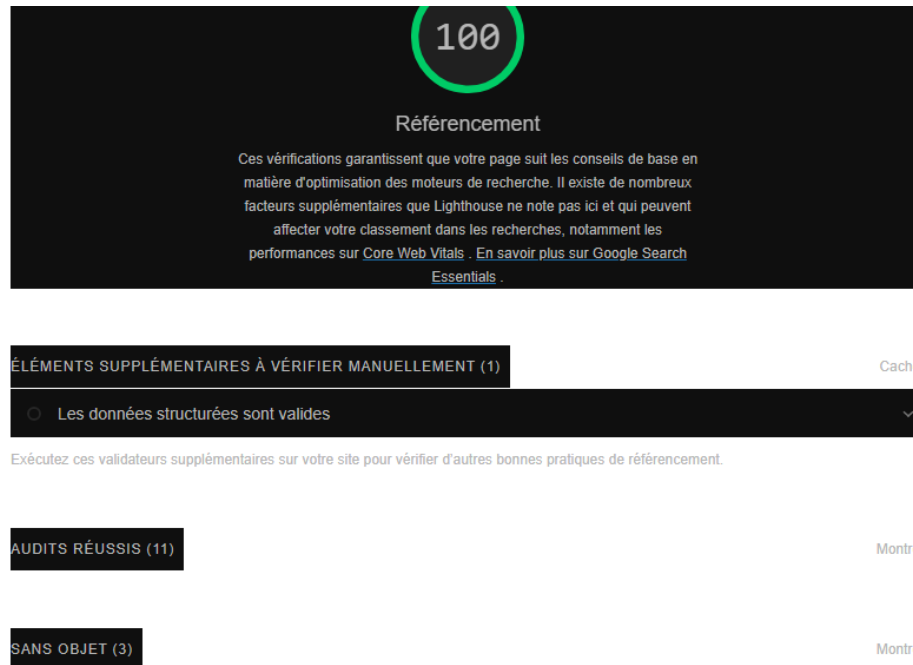 100
Référencement
Ces vérifications garantissent que votre page suit les conseils de base en
matière d'optimisation des moteurs de recherche. Il existe de nombreux
facteurs supplémentaires que Lighthouse ne note pas ici et qui peuvent
affecter votre classement dans les recherches, notamment les
performances sur Core Web Vitals . En savoir plus sur Google Search
Essentials .
ÉLÉMENTS SUPPLÉMENTAIRES À VÉRIFIER MANUELLEMENT (1) Cach
Les données structurées sont valides
Exécutez ces validateurs supplémentaires sur votre site pour vérifier d'autres bonnes pratiques de référencement.
AUDITS RÉUSSIS (11) Montr
SANS OBJET (3) Montr